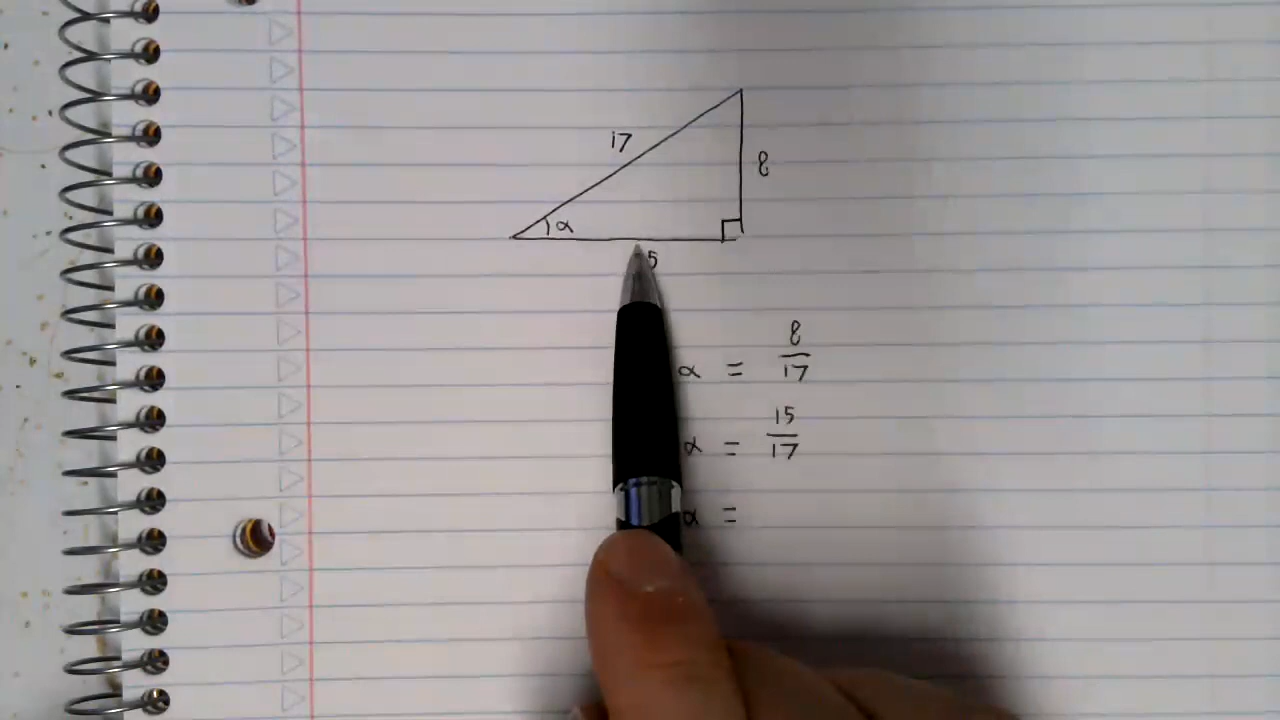 17
8
α
5
α = 8/17
α = 15/17
α =